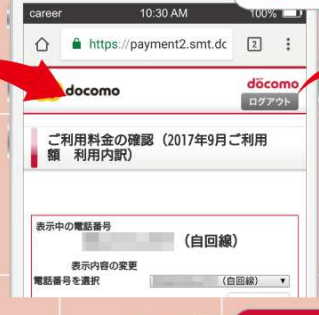 career 10:30 AM 100%
https://payment2.smt.dc 2
docomo
döcomo
ログアウト
ご利用料金の確認（2017年9月ご利用
額　利用内訳）
表示中の電話番号
（自回線）
表示内容の変更
電話番号を選択 （自回線）